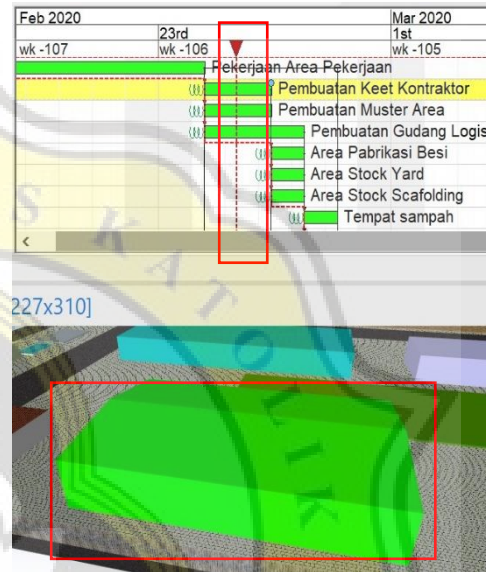 Feb 2020 Mar 2020
23rd 1st
wk -107 wk -106 wk -105
Pekerjaan Area Pekerjaan
Pembuatan Keet Kontraktor
Pembuatan Muster Area
Pembuatan Gudang Logis
Area Pabrikasi Besi
Area Stock Yard
Area Stock Scafolding
Tempat sampah
227x310]
S KATOLIK